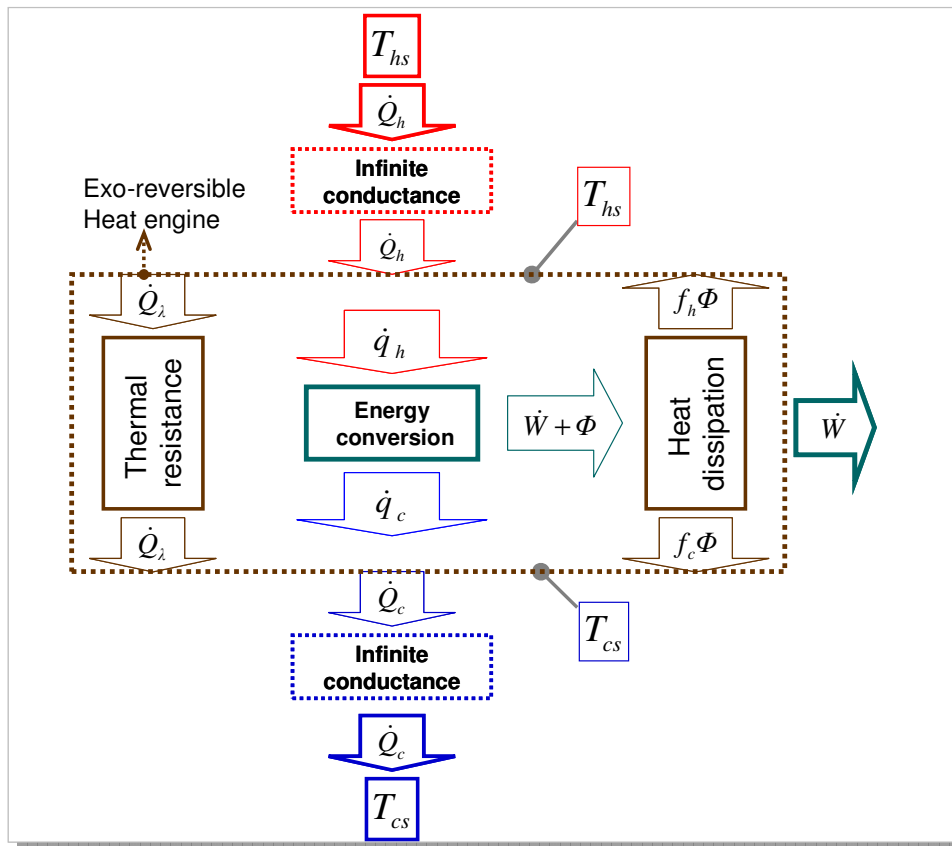 T_hs
Q̇_h
Infinite
conductance
Exo-reversible
Heat engine
T_hs
Q̇_h
Q̇_λ
f_h Φ
q̇_h
Thermal
resistance
Energy
conversion
Ẇ + Φ
Heat
dissipation
Ẇ
q̇_c
Q̇_λ
f_c Φ
Q̇_c
T_cs
Infinite
conductance
Q̇_c
T_cs